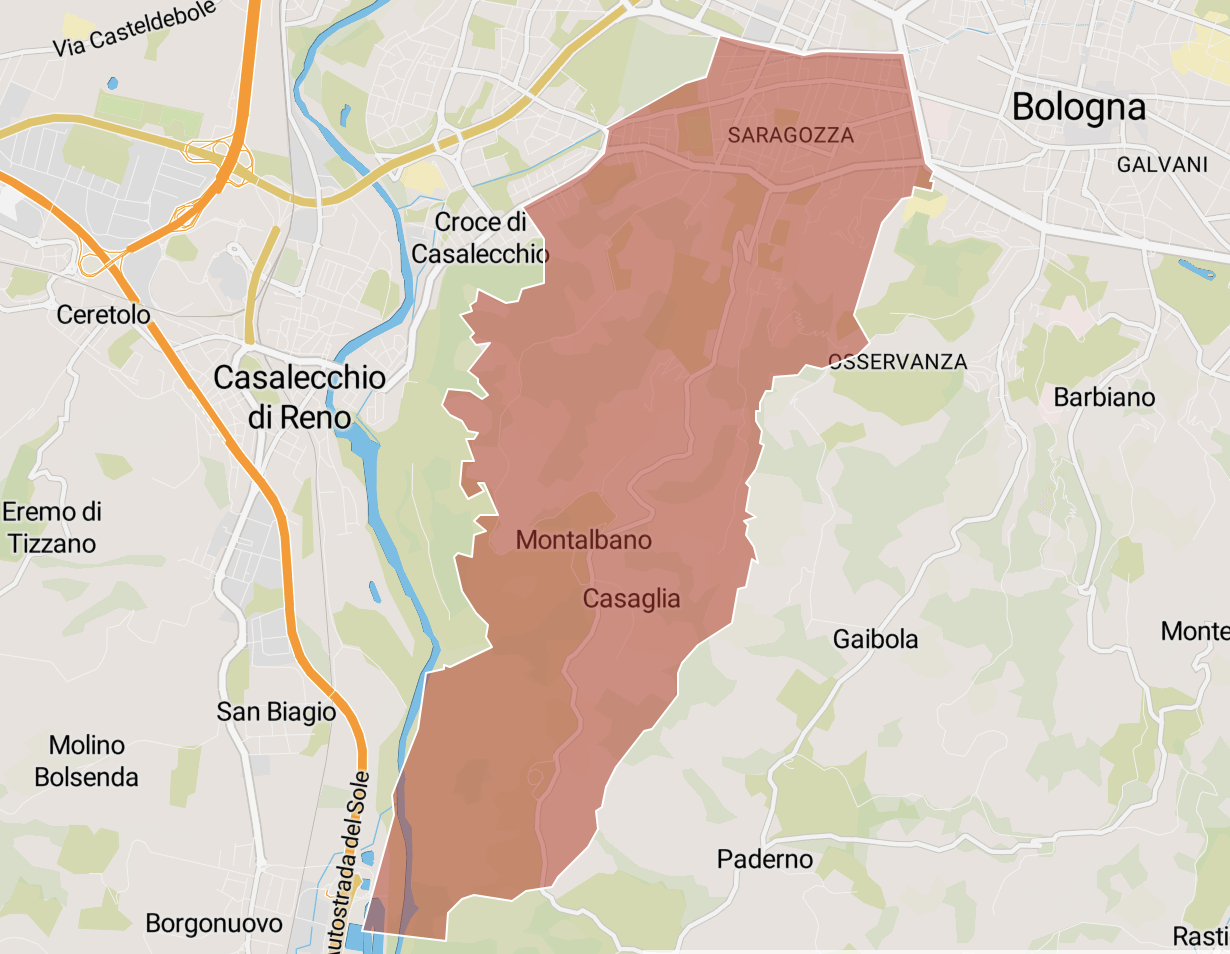 Via Casteldebole
Bologna
SARAGOZZA
GALVANI
Croce di
Casalecchio
Ceretolo
OSSERVANZA
Casalecchio
di Reno
Barbiano
Eremo di
Tizzano
Montalbano
Casaglia
Gaibola
Monte
San Biagio
Molino
Bolsenda
Autostrada del Sole
Paderno
Borgonuovo
Rasti